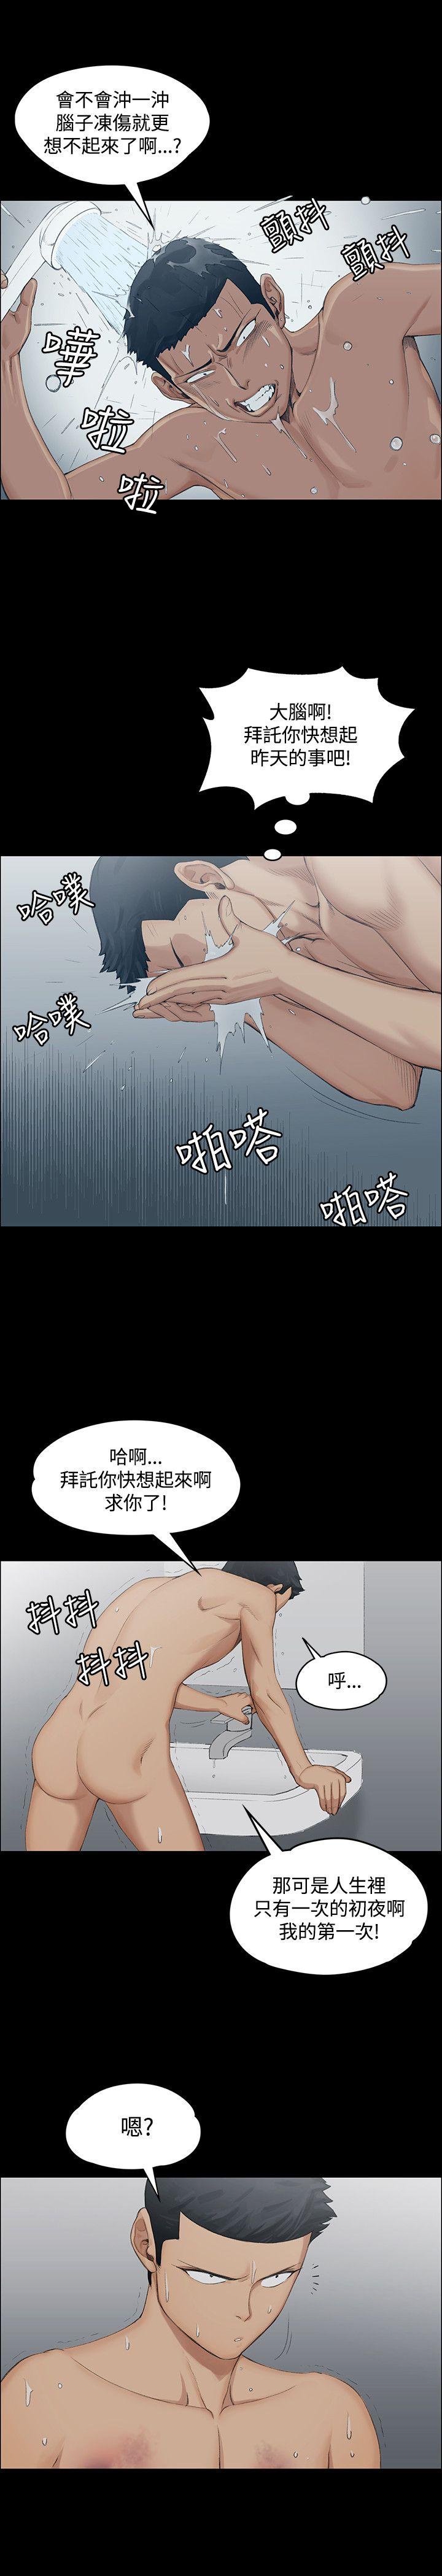 會不會沖一沖
腦子凍傷就更
想不起來了啊...?
顫抖
顫抖
嘩
啦
啦
大腦啊!
拜託你快想起
昨天的事吧!
哈噗
哈噗
啪嗒
啪嗒
哈啊...
拜託你快想起來啊
求你了!
抖抖
抖抖
呼...
那可是人生裡
只有一次的初夜啊
我的第一次!
嗯?